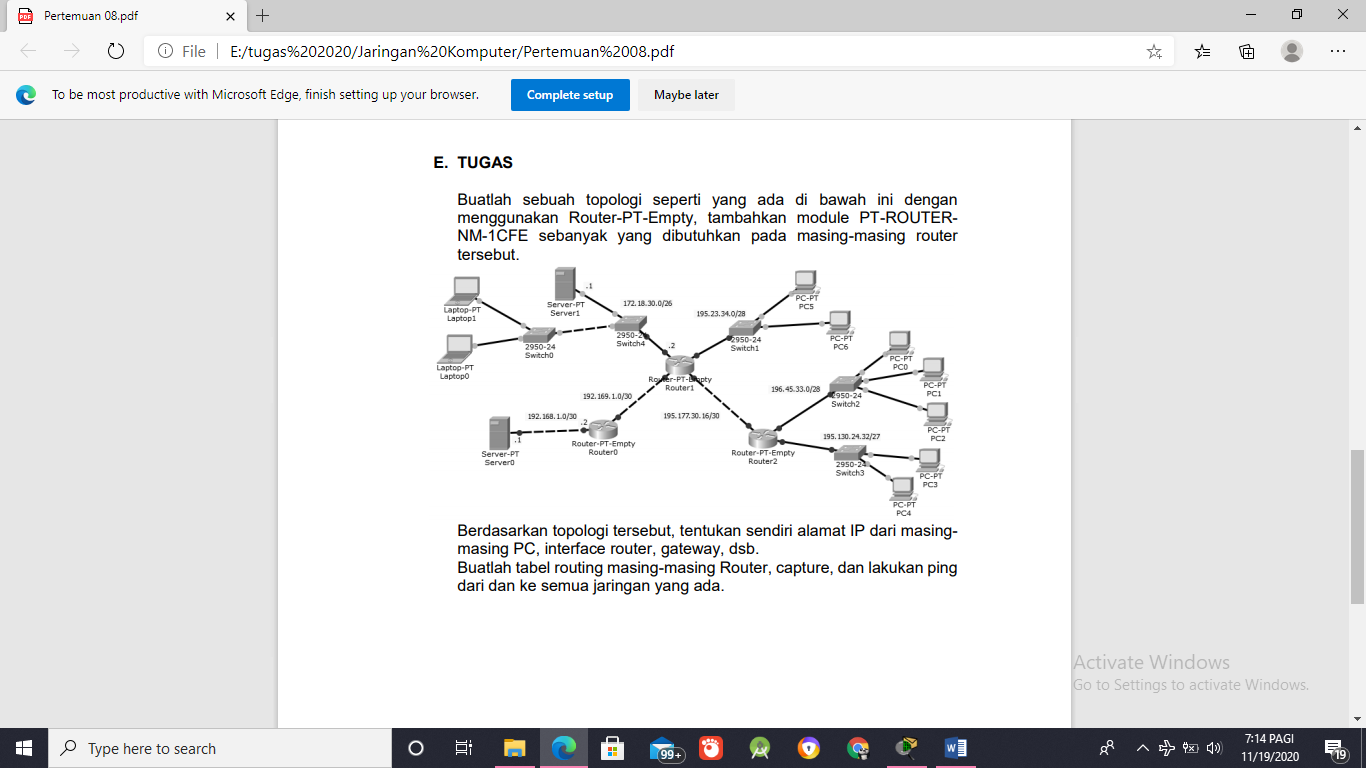 Pertemuan 08.pdf
File
E:/tugas%202020/Jaringan%20Komputer/Pertemuan%2008.pdf
To be most productive with Microsoft Edge, finish setting up your browser.
Complete setup
Maybe later
E. TUGAS
Buatlah sebuah topologi seperti yang ada di bawah ini dengan
menggunakan Router-PT-Empty, tambahkan module PT-ROUTER-
NM-1CFE sebanyak yang dibutuhkan pada masing-masing router
tersebut.
Laptop-PT
Laptop1
Server-PT
Server1
.1
172.18.30.0/26
195.23.34.0/28
PC-PT
PC5
PC-PT
PC6
2950-24
Switch0
2950-24
Switch4
2950-24
Switch1
Laptop-PT
Laptop0
.2
Router-PT-Empty
Router1
PC-PT
PC0
PC-PT
PC1
192.169.1.0/30
196.45.33.0/28
2950-24
Switch2
192.168.1.0/30
.2
.1
195.177.30.16/30
PC-PT
PC2
Server-PT
Server0
Router-PT-Empty
Router0
Router-PT-Empty
Router2
195.130.24.32/27
2950-24
Switch3
PC-PT
PC3
PC-PT
PC4
Berdasarkan topologi tersebut, tentukan sendiri alamat IP dari masing-
masing PC, interface router, gateway, dsb.
Buatlah tabel routing masing-masing Router, capture, dan lakukan ping
dari dan ke semua jaringan yang ada.
Activate Windows
Go to Settings to activate Windows.
Type here to search
99+
7:14 PAGI
11/19/2020
19